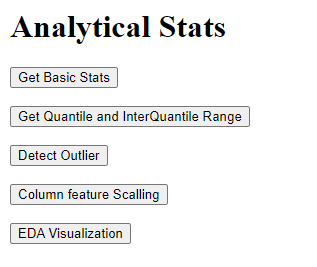 Analytical Stats
Get Basic Stats
Get Quantile and InterQuantile Range
Detect Outlier
Column feature Scalling
EDA Visualization